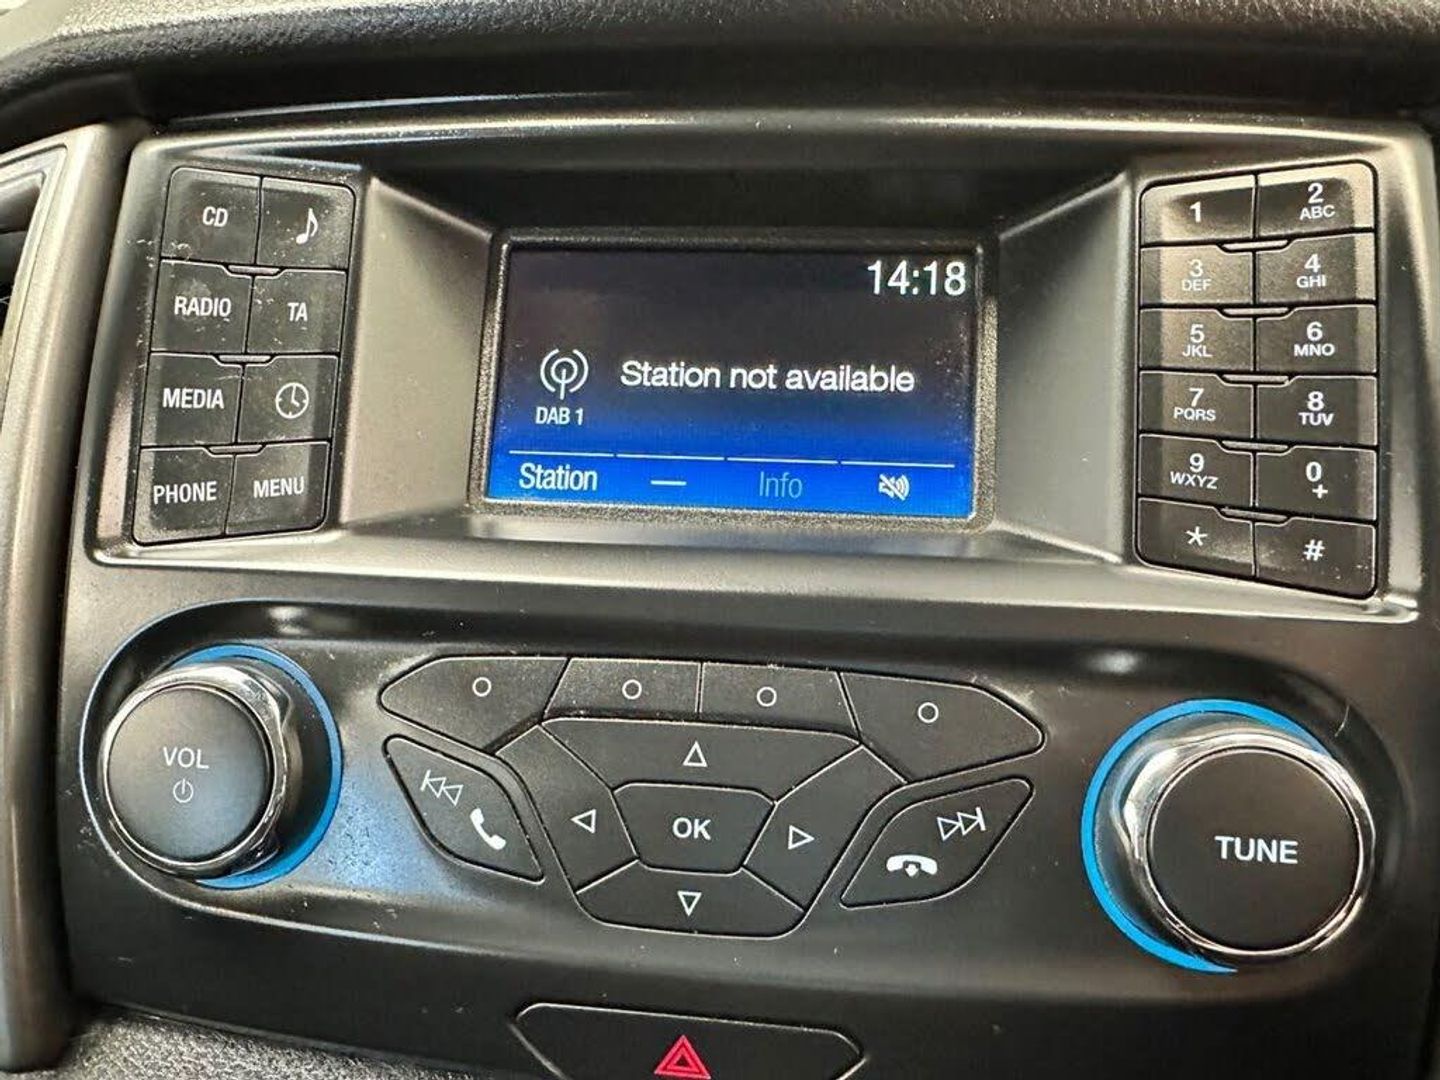 CD
RADIO
TA
MEDIA
PHONE
MENU
14:18
DAB 1
Station not available
Station
—
Info
1
2
ABC
3
DEF
4
GHI
5
JKL
6
MNO
7
PQRS
8
TUV
9
WXYZ
0
+
*
#
VOL
OK
TUNE